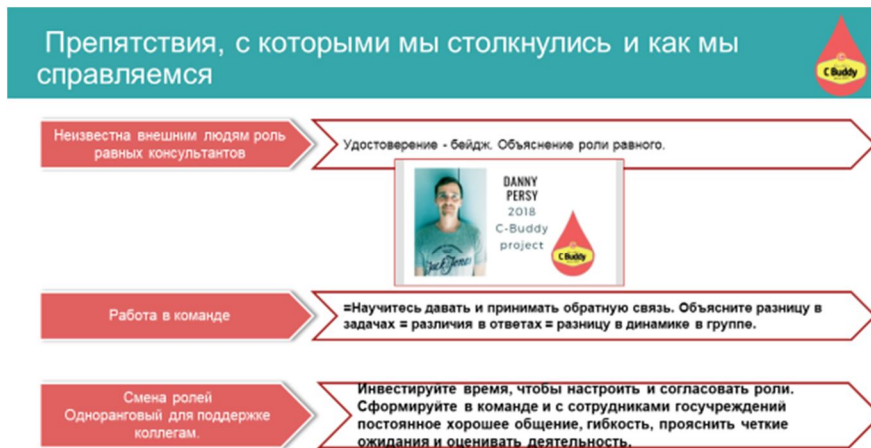 Препятствия, с которыми мы столкнулись и как мы
справляемся
C Buddy
Неизвестна внешним людям роль
равных консультантов
Удостоверение - бейдж. Объяснение роли равного.
DANNY
PERSY
2018
C-Buddy
project
C Buddy
Jack Jones
Работа в команде
=Научитесь давать и принимать обратную связь. Объясните разницу в
задачах = различия в ответах = разницу в динамике в группе.
Смена ролей
Одноранговый для поддержке
коллегам.
Инвестируйте время, чтобы настроить и согласовать роли.
Сформируйте в команде и с сотрудниками госучреждений
постоянное хорошее общение, гибкость, прояснить четкие
ожидания и оценивать деятельность.